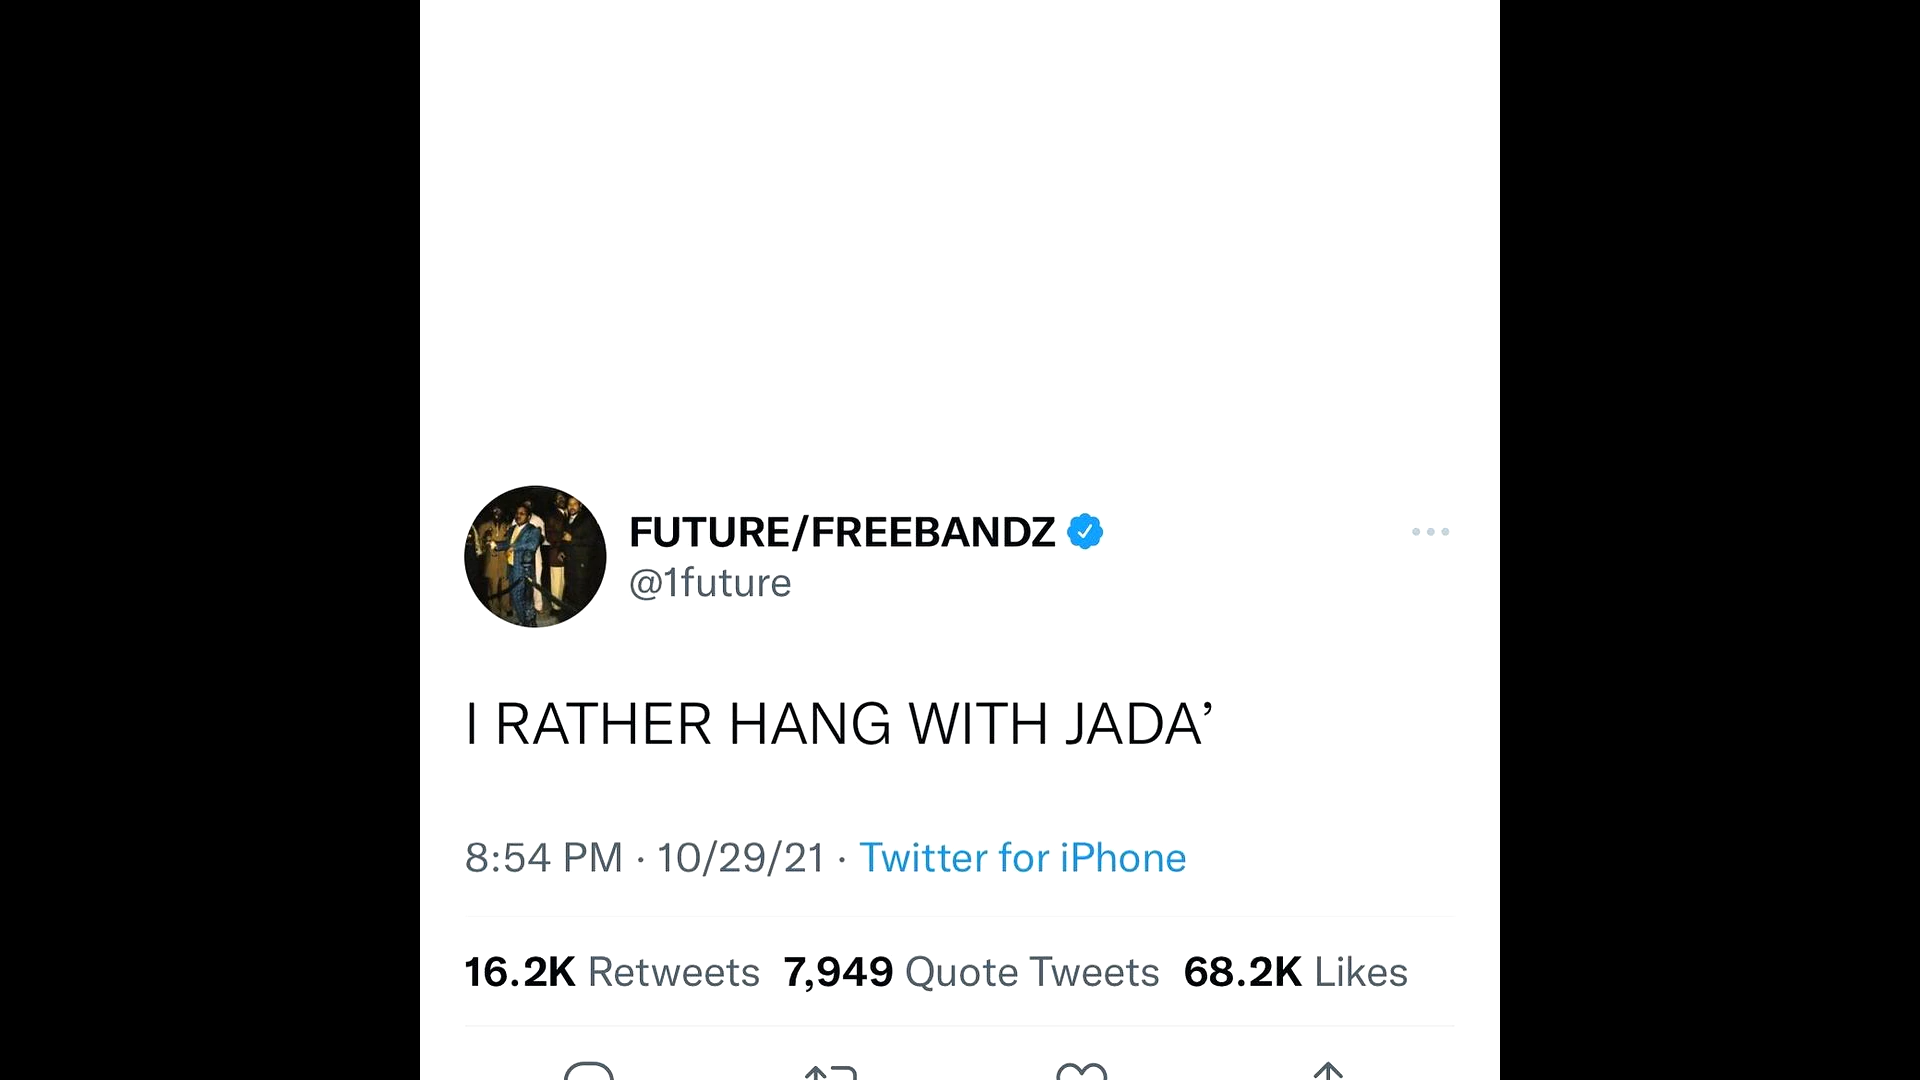 FUTURE/FREEBANDZ
@1future
I RATHER HANG WITH JADA’
8:54 PM · 10/29/21 · Twitter for iPhone
16.2K Retweets 7,949 Quote Tweets 68.2K Likes